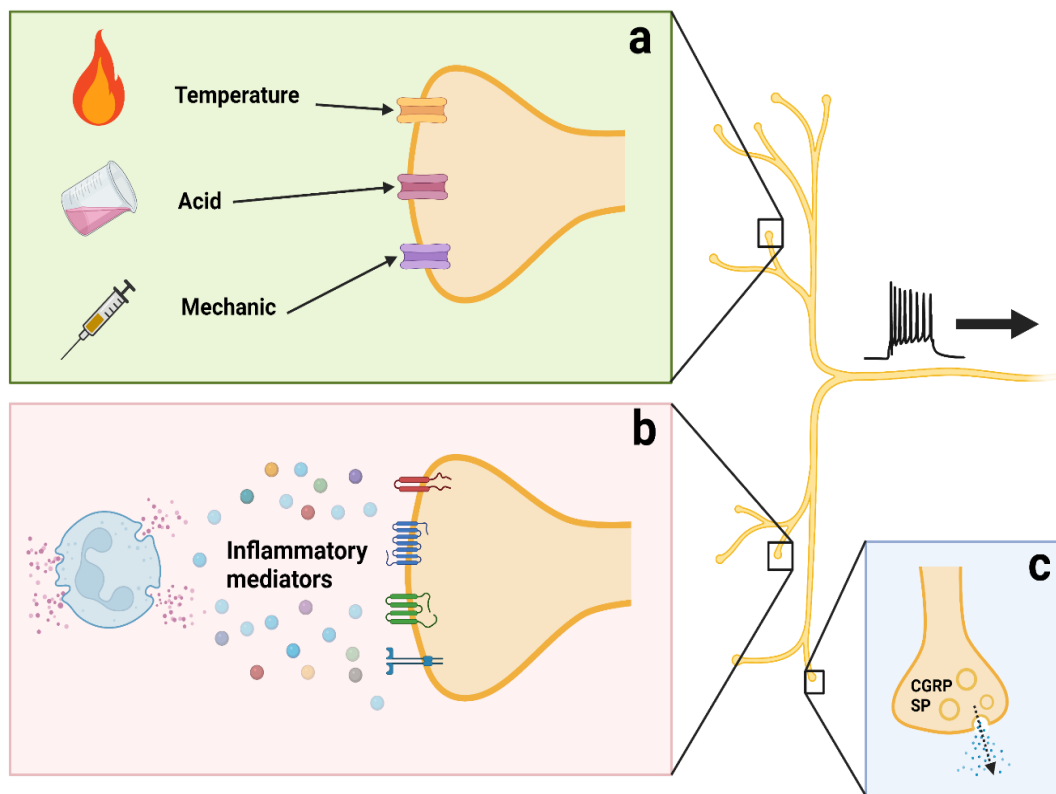 a
Temperature
Acid
Mechanic
b
Inflammatory
mediators
c
CGRP
SP